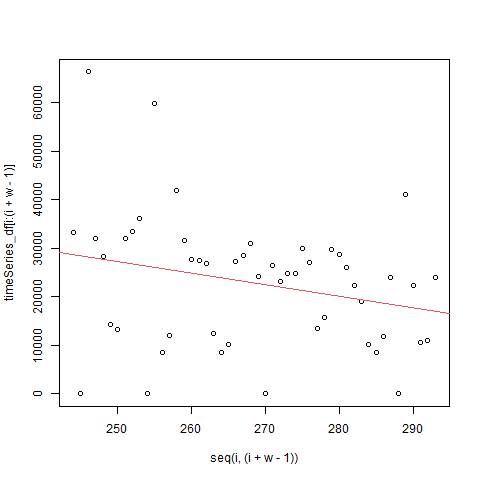 60000
50000
40000
30000
20000
10000
0
timeSeries_df[i:(i + w - 1)]
250 260 270 280 290
seq(i, (i + w - 1))